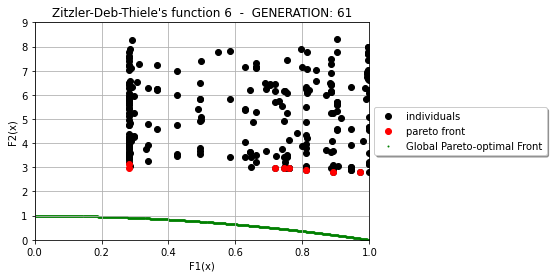 Zitzler-Deb-Thiele's function 6 - GENERATION: 61
9
8
7
6
5
4
3
2
1
0
F2(x)
0.0 0.2 0.4 0.6 0.8 1.0
F1(x)
individuals
pareto front
Global Pareto-optimal Front